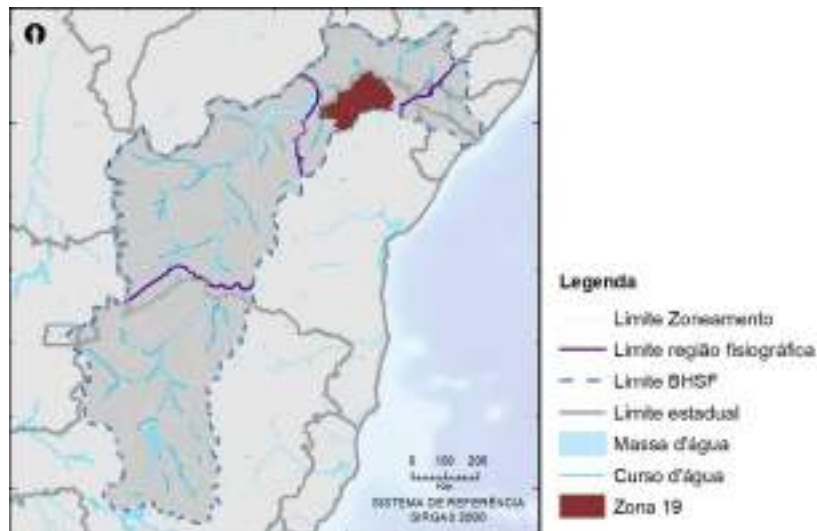 Legenda
Limite Zoneamento
Limite região fisiográfica
Limite BHSF
Limite estadual
Massa d'água
Curso d'água
Zona 19
0 100 200
Km
SISTEMA DE REFERÊNCIA
SIRGAS 2000